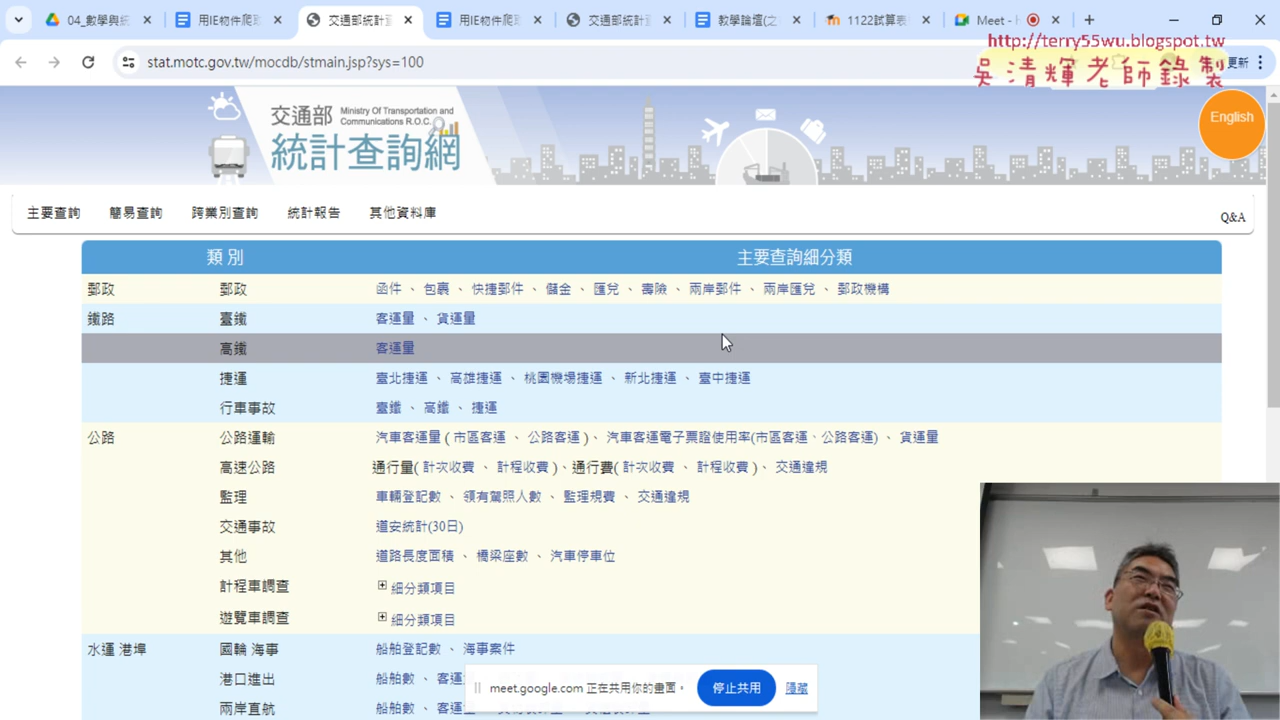 04_數學與統
用IE物件爬取
交通部統計查
用IE物件爬取
交通部統計查
教學論壇(之
1122試算表
Meet -
http://terry55wu.blogspot.tw
stat.motc.gov.tw/mocdb/stmain.jsp?sys=100
吳清輝老師錄製
更新
交通部 Ministry Of Transportation and Communications R.O.C.
統計查詢網
English
主要查詢 簡易查詢 跨業別查詢 統計報告 其他資料庫
Q&A
類別 主要查詢細分類
郵政 郵政 函件、包裹、快捷郵件、儲金、匯兌、壽險、兩岸郵件、兩岸匯兌、郵政機構
鐵路 臺鐵 客運量、貨運量
高鐵 客運量
捷運 臺北捷運、高雄捷運、桃園機場捷運、新北捷運、臺中捷運
行車事故 臺鐵、高鐵、捷運
公路 公路運輸 汽車客運量(市區客運、公路客運)、汽車客運電子票證使用率(市區客運、公路客運)、貨運量
高速公路 通行量(計次收費、計程收費)、通行費(計次收費、計程收費)、交通違規
監理 車輛登記數、領有駕照人數、監理規費、交通違規
交通事故 道安統計(30日)
其他 道路長度面積、橋梁座數、汽車停車位
計程車調查 細分類項目
遊覽車調查 細分類項目
水運 港埠 國輪 海事 船舶登記數、海事案件
港口進出 船舶數、客運
兩岸直航 船舶數、客運量
meet.google.com 正在共用你的畫面。 停止共用 隱藏